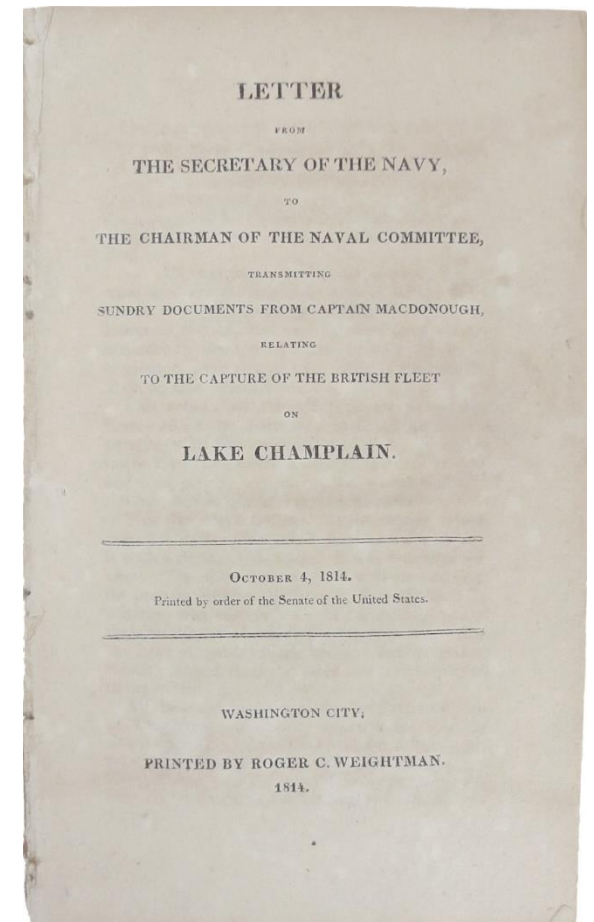 LETTER
FROM
THE SECRETARY OF THE NAVY,
TO
THE CHAIRMAN OF THE NAVAL COMMITTEE,
TRANSMITTING
SUNDRY DOCUMENTS FROM CAPTAIN MACDONOUGH,
RELATING
TO THE CAPTURE OF THE BRITISH FLEET
ON
LAKE CHAMPLAIN.
OCTOBER 4, 1814.
Printed by order of the Senate of the United States.
WASHINGTON CITY;
PRINTED BY ROGER C. WEIGHTMAN.
1814.